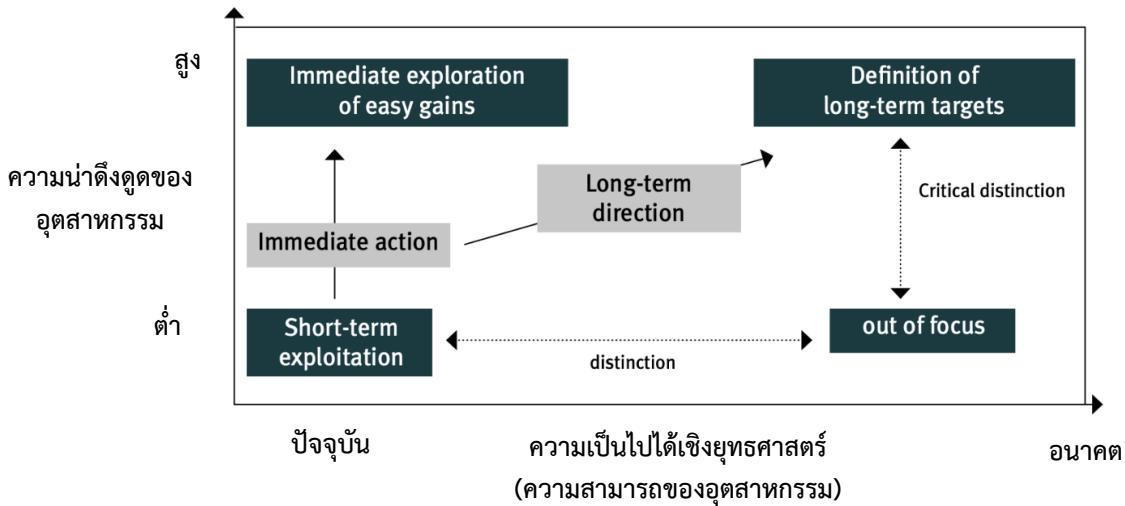 สูง
Immediate exploration
of easy gains
Definition of
long-term targets
ความน่าดึงดูดของ
อุตสาหกรรม
Long-term
direction
Critical distinction
Immediate action
ต่ำ
Short-term
exploitation
distinction
out of focus
ปัจจุบัน
ความเป็นไปได้เชิงยุทธศาสตร์
(ความสามารถของอุตสาหกรรม)
อนาคต